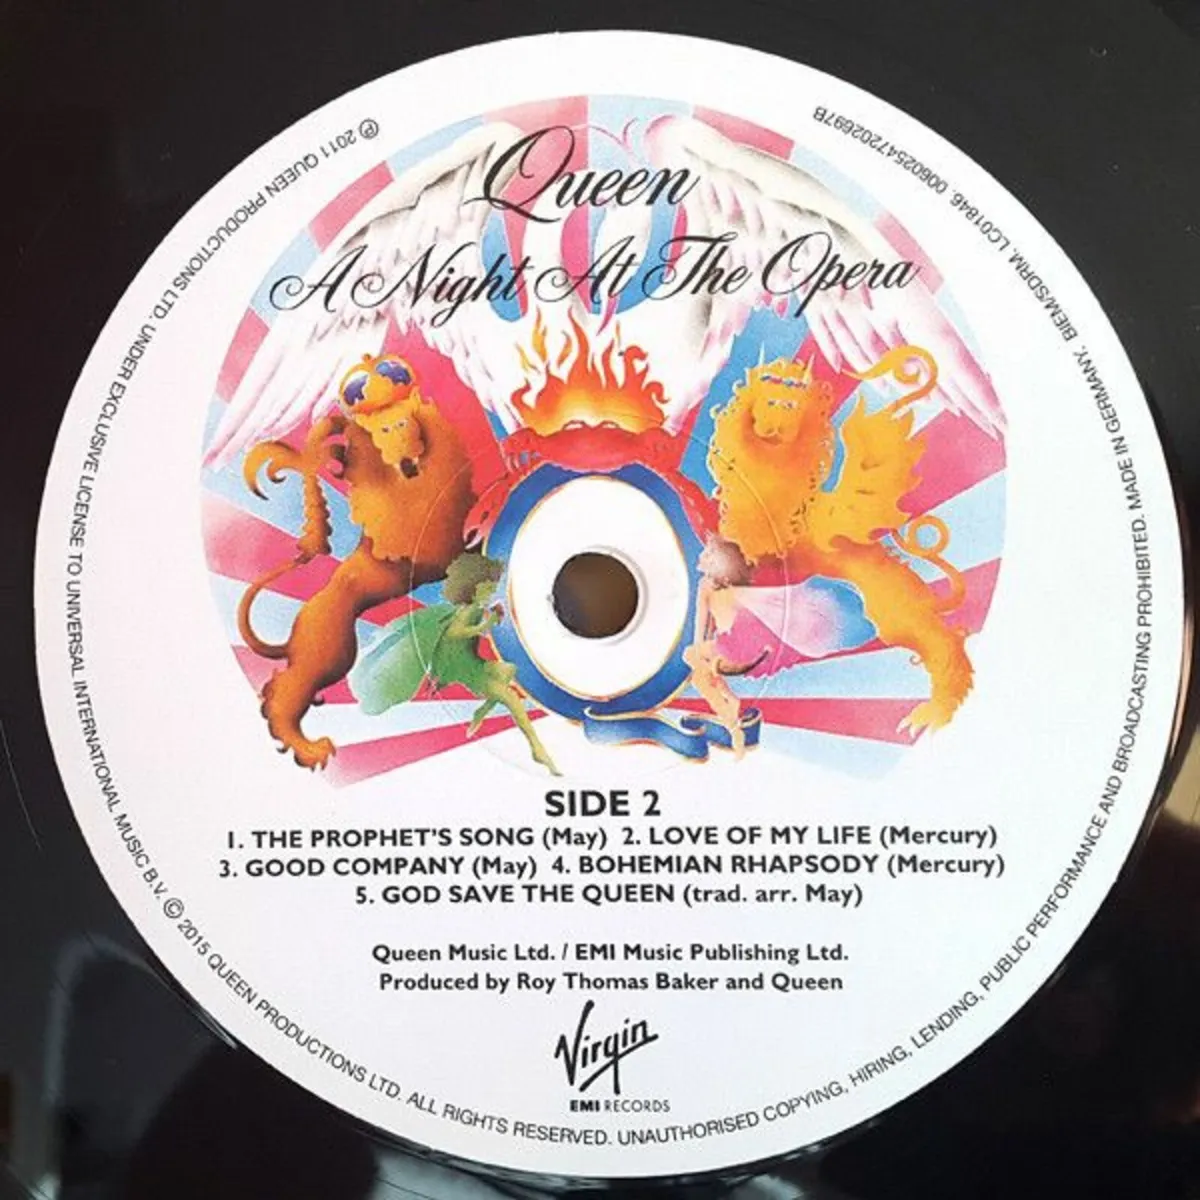 Queen
A Night At The Opera
SIDE 2
1. THE PROPHET'S SONG (May) 2. LOVE OF MY LIFE (Mercury)
3. GOOD COMPANY (May) 4. BOHEMIAN RHAPSODY (Mercury)
5. GOD SAVE THE QUEEN (trad. arr. May)
Queen Music Ltd. / EMI Music Publishing Ltd.
Produced by Roy Thomas Baker and Queen
Virgin
EMI RECORDS
℗ 2011 QUEEN PRODUCTIONS LTD. UNDER EXCLUSIVE LICENSE TO UNIVERSAL INTERNATIONAL MUSIC B.V. © 2015 QUEEN PRODUCTIONS LTD. ALL RIGHTS RESERVED. UNAUTHORISED COPYING, HIRING, LENDING, PUBLIC PERFORMANCE AND BROADCASTING PROHIBITED. MADE IN GERMANY. BIEM/SDRM. LC01846. 00602547202697B